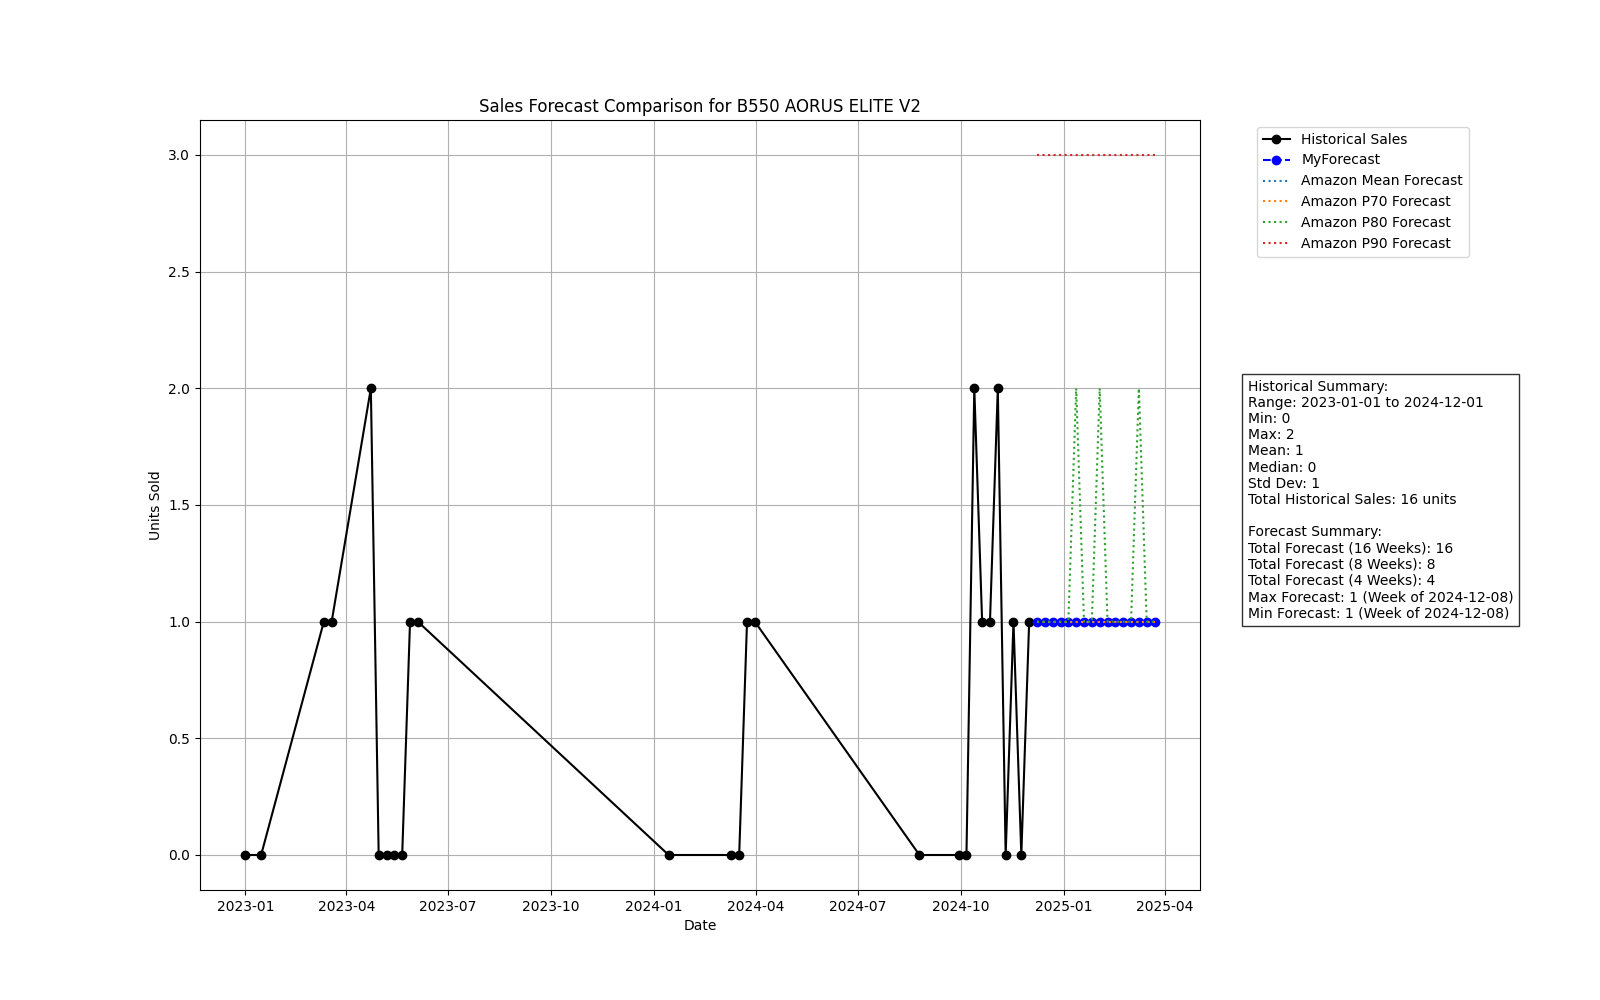 Sales Forecast Comparison for B550 AORUS ELITE V2
3.0
2.5
2.0
1.5
1.0
0.5
0.0
Units Sold
2023-01
2023-04
2023-07
2023-10
2024-01
2024-04
2024-07
2024-10
2025-01
2025-04
Date
Historical Sales
MyForecast
Amazon Mean Forecast
Amazon P70 Forecast
Amazon P80 Forecast
Amazon P90 Forecast
Historical Summary:
Range: 2023-01-01 to 2024-12-01
Min: 0
Max: 2
Mean: 1
Median: 0
Std Dev: 1
Total Historical Sales: 16 units
Forecast Summary:
Total Forecast (16 Weeks): 16
Total Forecast (8 Weeks): 8
Total Forecast (4 Weeks): 4
Max Forecast: 1 (Week of 2024-12-08)
Min Forecast: 1 (Week of 2024-12-08)